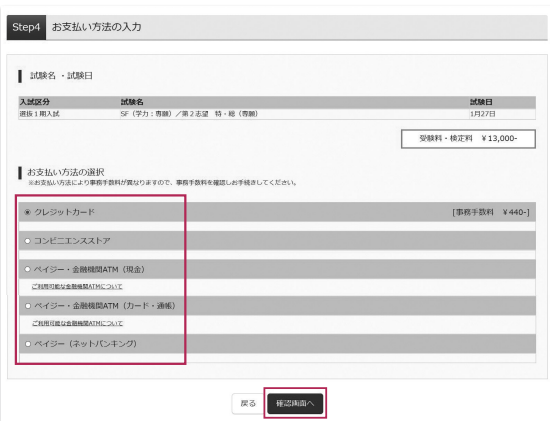 Step4 お支払い方法の入力
試験名・試験日
入試区分 試験名 試験日
選抜1期入試 SF（学力：専願）／第2志望 特・総（専願） 1月27日
受験料・検定料 ￥13,000-
お支払い方法の選択
※お支払い方法により事務手数料が異なりますので、事務手数料を確認しお手続きしてください。
クレジットカード [事務手数料 ￥440-]
コンビニエンスストア
ペイジー・金融機関ATM（現金）
ご利用可能な金融機関ATMについて
ペイジー・金融機関ATM（カード・通帳）
ご利用可能な金融機関ATMについて
ペイジー（ネットバンキング）
戻る 確認画面へ